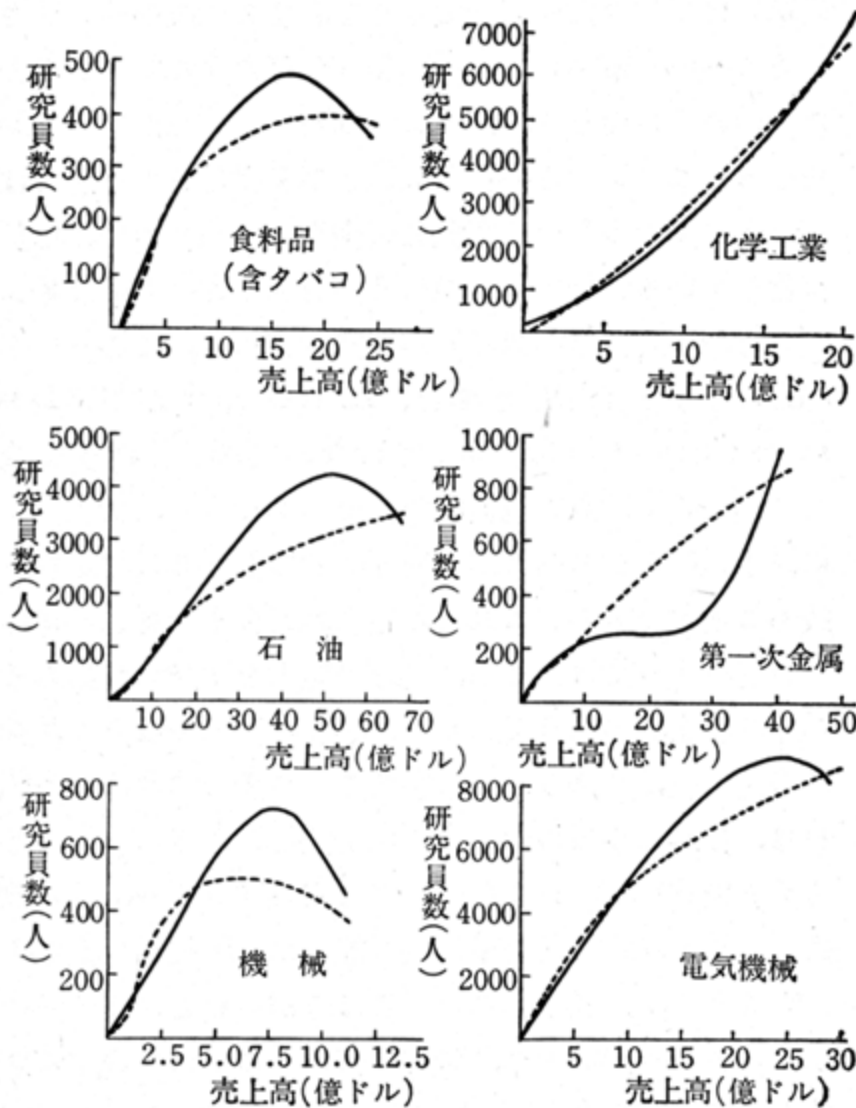 研究員数(人)
500
400
300
200
100
食料品
(含タバコ)
5 10 15 20 25
売上高(億ドル)
研究員数(人)
7000
6000
5000
4000
3000
2000
1000
化学工業
5 10 15 20
売上高(億ドル)
研究員数(人)
5000
4000
3000
2000
1000
石油
10 20 30 40 50 60 70
売上高(億ドル)
研究員数(人)
1000
800
600
400
200
第一次金属
10 20 30 40 50
売上高(億ドル)
研究員数(人)
800
600
400
200
機械
2.5 5.0 7.5 10.0 12.5
売上高(億ドル)
研究員数(人)
8000
6000
4000
2000
電気機械
5 10 15 20 25 30
売上高(億ドル)